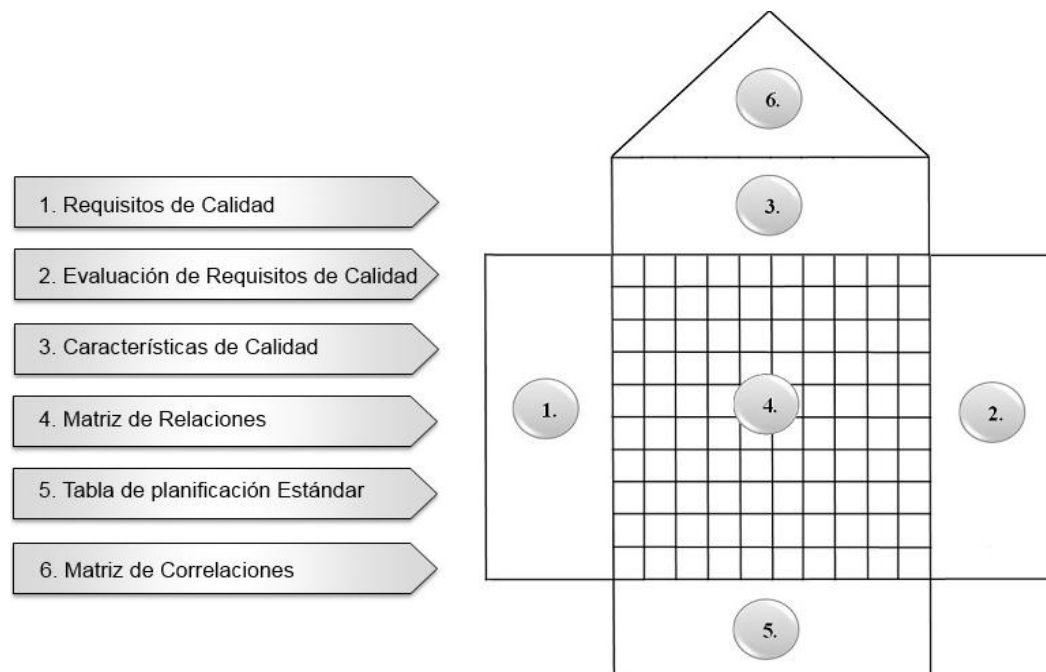 1. Requisitos de Calidad
2. Evaluación de Requisitos de Calidad
3. Características de Calidad
4. Matriz de Relaciones
5. Tabla de planificación Estándar
6. Matriz de Correlaciones
6.
3.
1.
4.
2.
5.